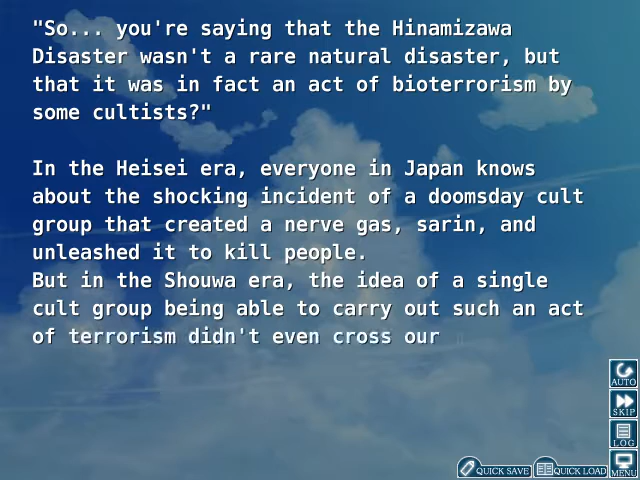 "So... you're saying that the Hinamizawa
Disaster wasn't a rare natural disaster, but
that it was in fact an act of bioterrorism by
some cultists?"
In the Heisei era, everyone in Japan knows
about the shocking incident of a doomsday cult
group that created a nerve gas, sarin, and
unleashed it to kill people.
But in the Shouwa era, the idea of a single
cult group being able to carry out such an act
of terrorism didn't even cross our
AUTO
SKIP
LOG
QUICK SAVE
QUICK LOAD
MENU